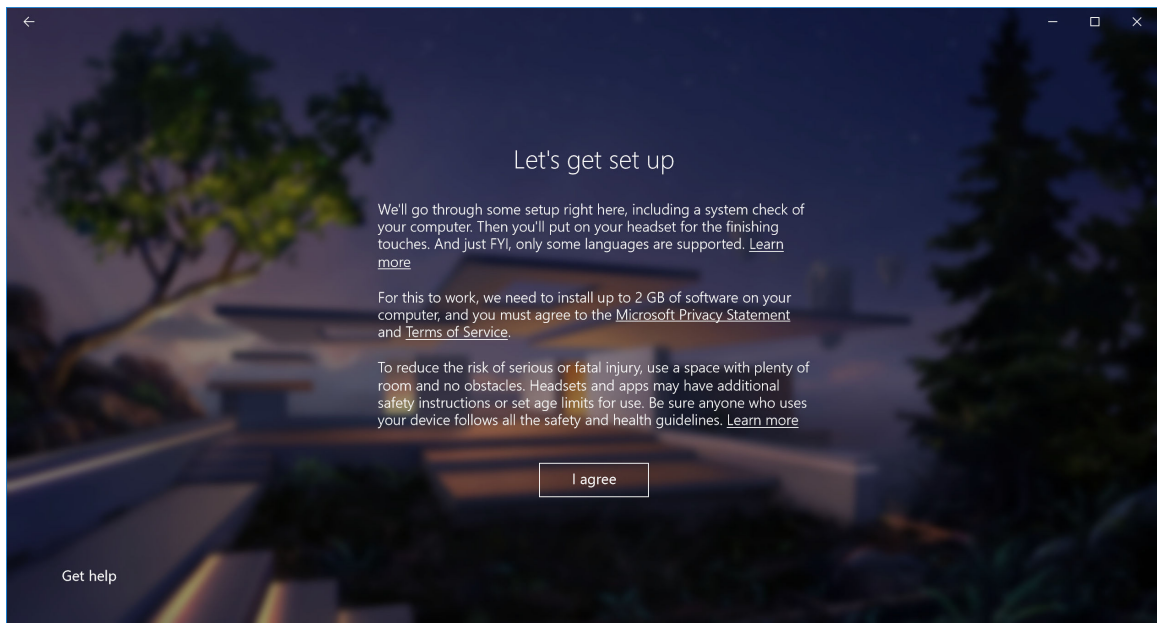 Let's get set up
We'll go through some setup right here, including a system check of
your computer. Then you'll put on your headset for the finishing
touches. And just FYI, only some languages are supported. Learn
more
For this to work, we need to install up to 2 GB of software on your
computer, and you must agree to the Microsoft Privacy Statement
and Terms of Service.
To reduce the risk of serious or fatal injury, use a space with plenty of
room and no obstacles. Headsets and apps may have additional
safety instructions or set age limits for use. Be sure anyone who uses
your device follows all the safety and health guidelines. Learn more
I agree
Get help